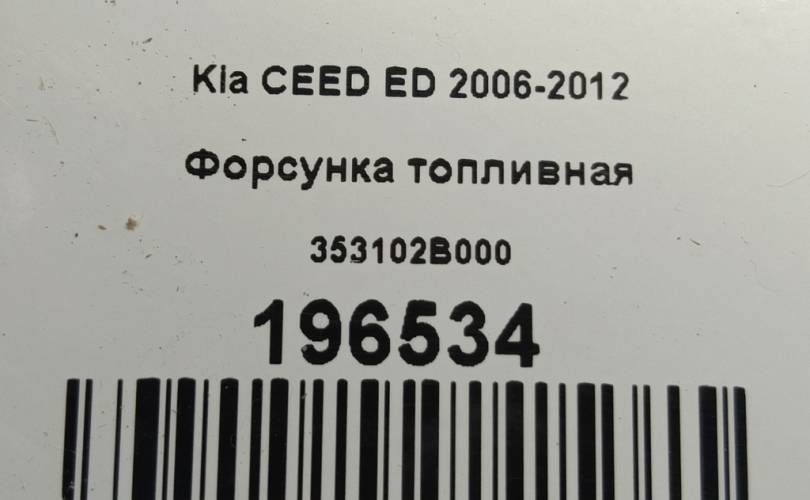 Kia CEED ED 2006-2012
Форсунка топливная
353102B000
196534